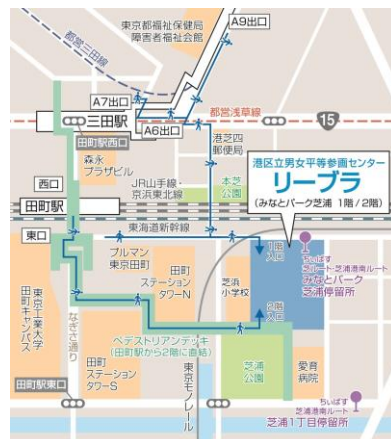 東京都福祉保健局
障害者福祉会館
A9出口
都営三田線
A7出口
三田駅
都営浅草線
15
A6出口
田町駅西口
港芝四
郵便局
森永
プラザビル
港区立男女平等参画センター
リーブラ
(みなとパーク芝浦 1階/2階)
西口
JR山手線・
京浜東北線
本芝
公園
田町駅
東海道新幹線
東口
1階
入口
ちぃばす
芝ルート・芝浦港南ルート
みなとパーク
芝浦停留所
プルマン
東京田町
田町
ステーション
タワーN
芝浜
小学校
2階
入口
東京工業大学
田町キャンパス
なぎさ通り
ペデストリアンデッキ
(田町駅から2階に直結)
田町
ステーション
タワーS
東京モノレール
芝浦
公園
愛育
病院
田町駅東口
ちぃばす
芝浦港南ルート
芝浦1丁目停留所